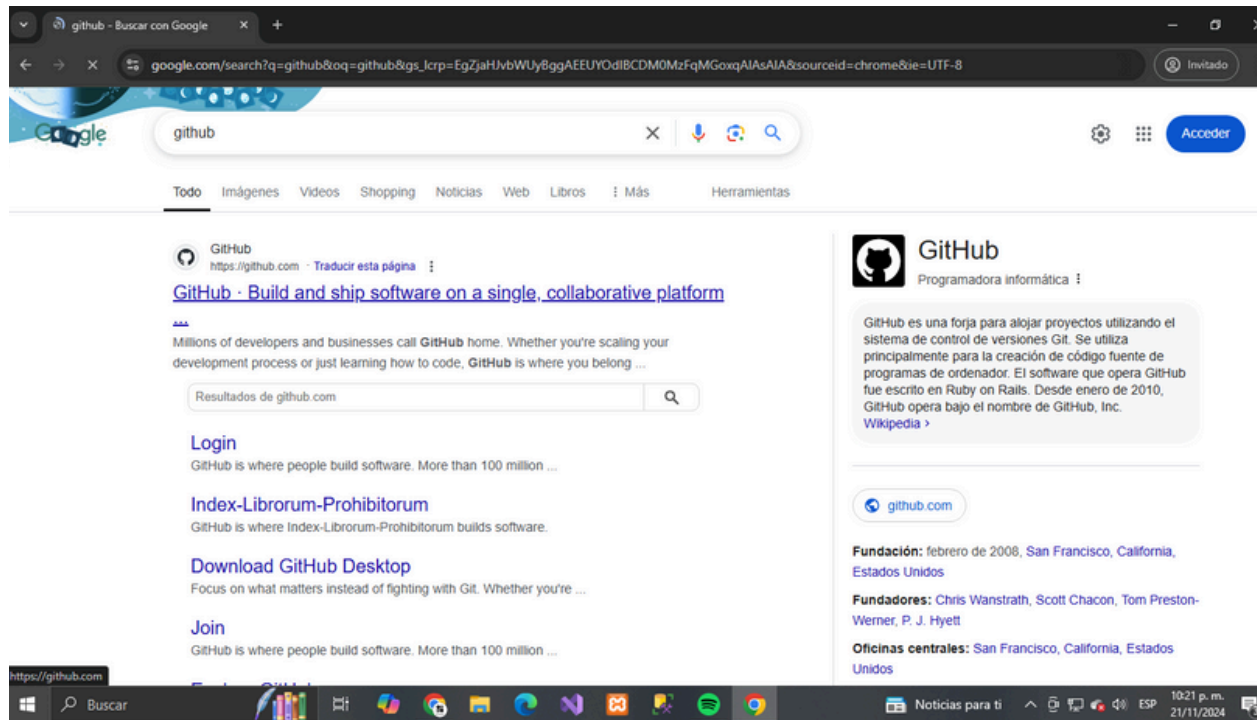 github - Buscar con Google
google.com/search?q=github&oq=github&gs_lcrp=EgZjaHJvbWUyBggAEEUYOdIBCDM0MzFqMGoxqAIAsAIA&sourceid=chrome&ie=UTF-8
Invitado
Google
github
Acceder
Todo Imágenes Videos Shopping Noticias Web Libros Más Herramientas
GitHub
https://github.com · Traducir esta página
GitHub · Build and ship software on a single, collaborative platform
...
Millions of developers and businesses call GitHub home. Whether you're scaling your
development process or just learning how to code, GitHub is where you belong ...
Resultados de github.com
Login
GitHub is where people build software. More than 100 million ...
Index-Librorum-Prohibitorum
GitHub is where Index-Librorum-Prohibitorum builds software.
Download GitHub Desktop
Focus on what matters instead of fighting with Git. Whether you're ...
Join
GitHub is where people build software. More than 100 million ...
GitHub
Programadora informática
GitHub es una forja para alojar proyectos utilizando el
sistema de control de versiones Git. Se utiliza
principalmente para la creación de código fuente de
programas de ordenador. El software que opera GitHub
fue escrito en Ruby on Rails. Desde enero de 2010,
GitHub opera bajo el nombre de GitHub, Inc.
Wikipedia >
github.com
Fundación: febrero de 2008, San Francisco, California,
Estados Unidos
Fundadores: Chris Wanstrath, Scott Chacon, Tom Preston-
Werner, P. J. Hyett
Oficinas centrales: San Francisco, California, Estados
Unidos
https://github.com
Buscar
Noticias para ti
ESP
10:21 p. m.
21/11/2024